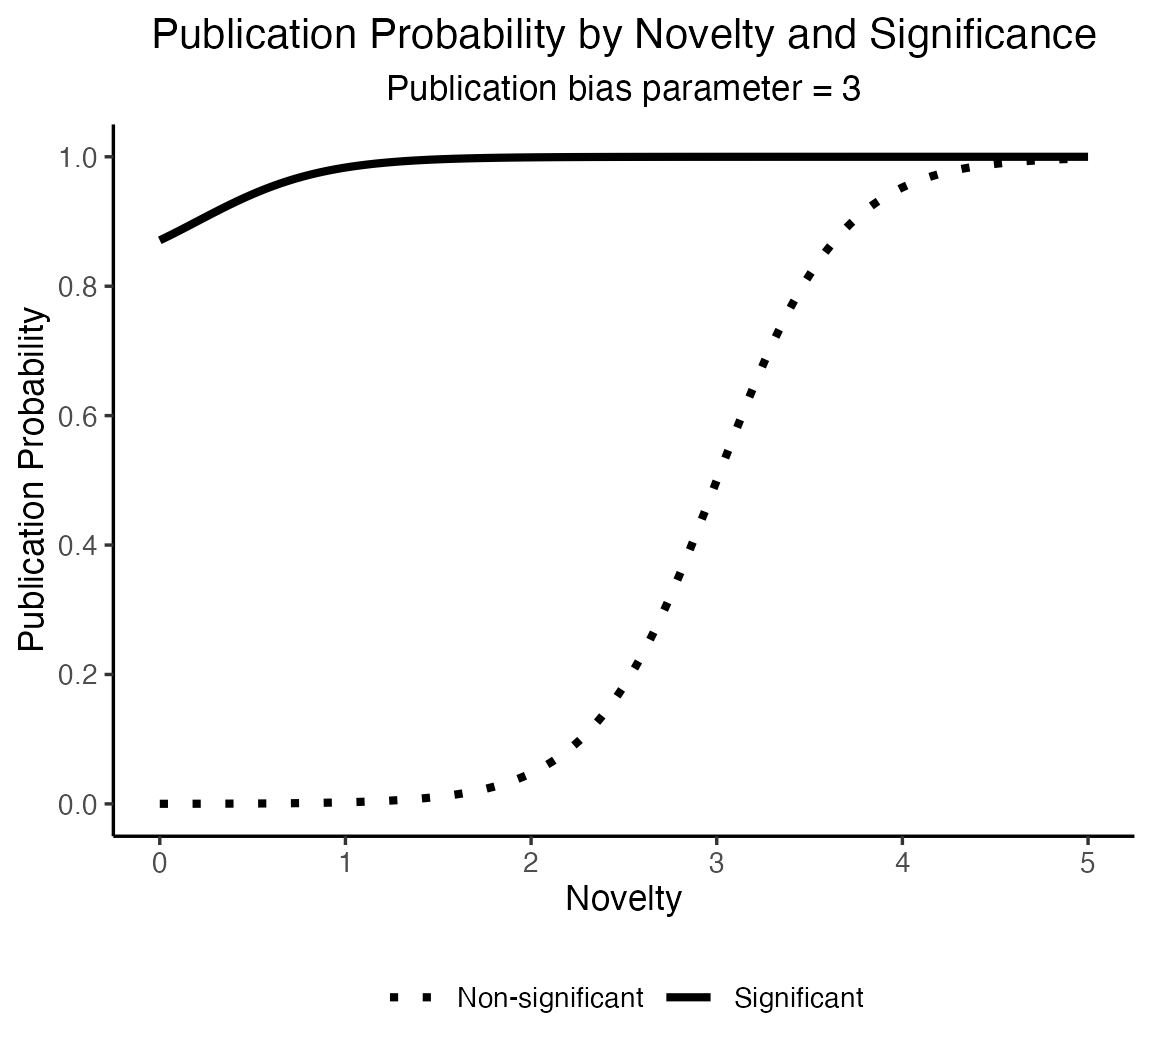 Publication Probability by Novelty and Significance
Publication bias parameter = 3
Publication Probability
1.0
0.8
0.6
0.4
0.2
0.0
0 1 2 3 4 5
Novelty
Non-significant Significant